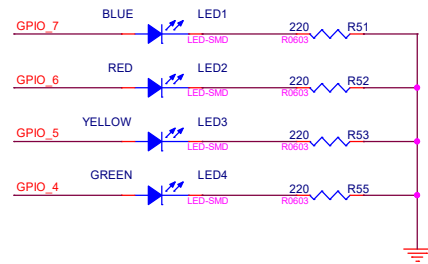 BLUE LED1
GPIO_7 LED-SMD 220 R0603 R51
RED LED2
GPIO_6 LED-SMD 220 R0603 R52
YELLOW LED3
GPIO_5 LED-SMD 220 R0603 R53
GREEN LED4
GPIO_4 LED-SMD 220 R0603 R55